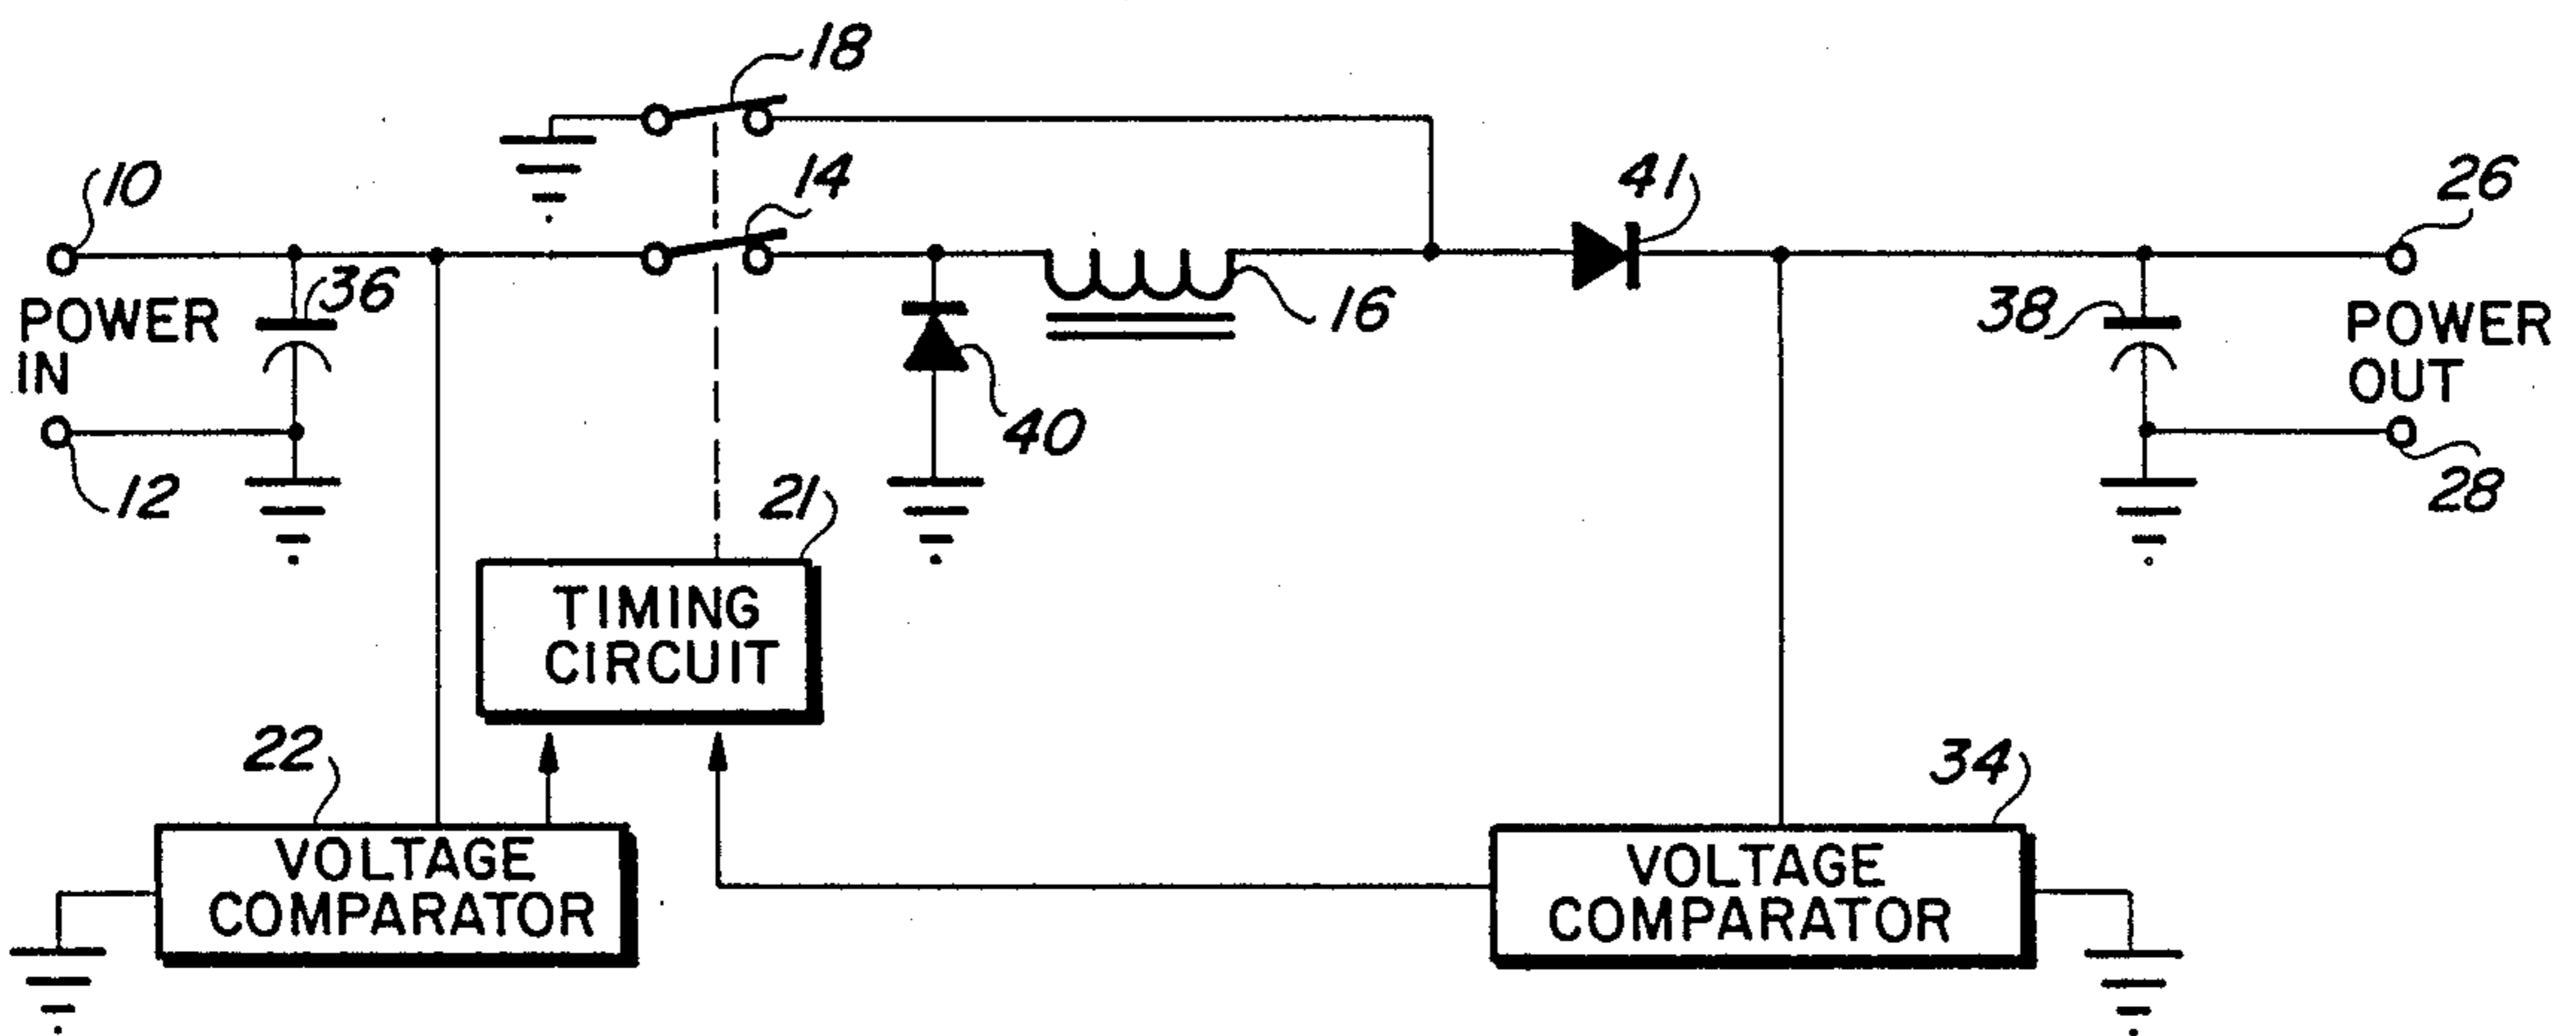 18
10
14
41
26
36
16
38
POWER
IN
POWER
OUT
40
12
21
28
TIMING
CIRCUIT
22
34
VOLTAGE
COMPARATOR
VOLTAGE
COMPARATOR